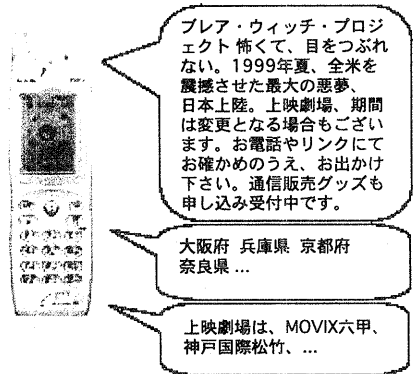 ブレア・ウィッチ・プロジ
ェクト 怖くて、目をつぶれ
ない。1999年夏、全米を
震撼させた最大の悪夢、
日本上陸。上映劇場、期間
は変更となる場合もござい
ます。お電話やリンクにて
お確かめのうえ、お出かけ
下さい。通信販売グッズも
申し込み受付中です。
大阪府 兵庫県 京都府
奈良県 ...
上映劇場は、MOVIX六甲、
神戸国際松竹、...